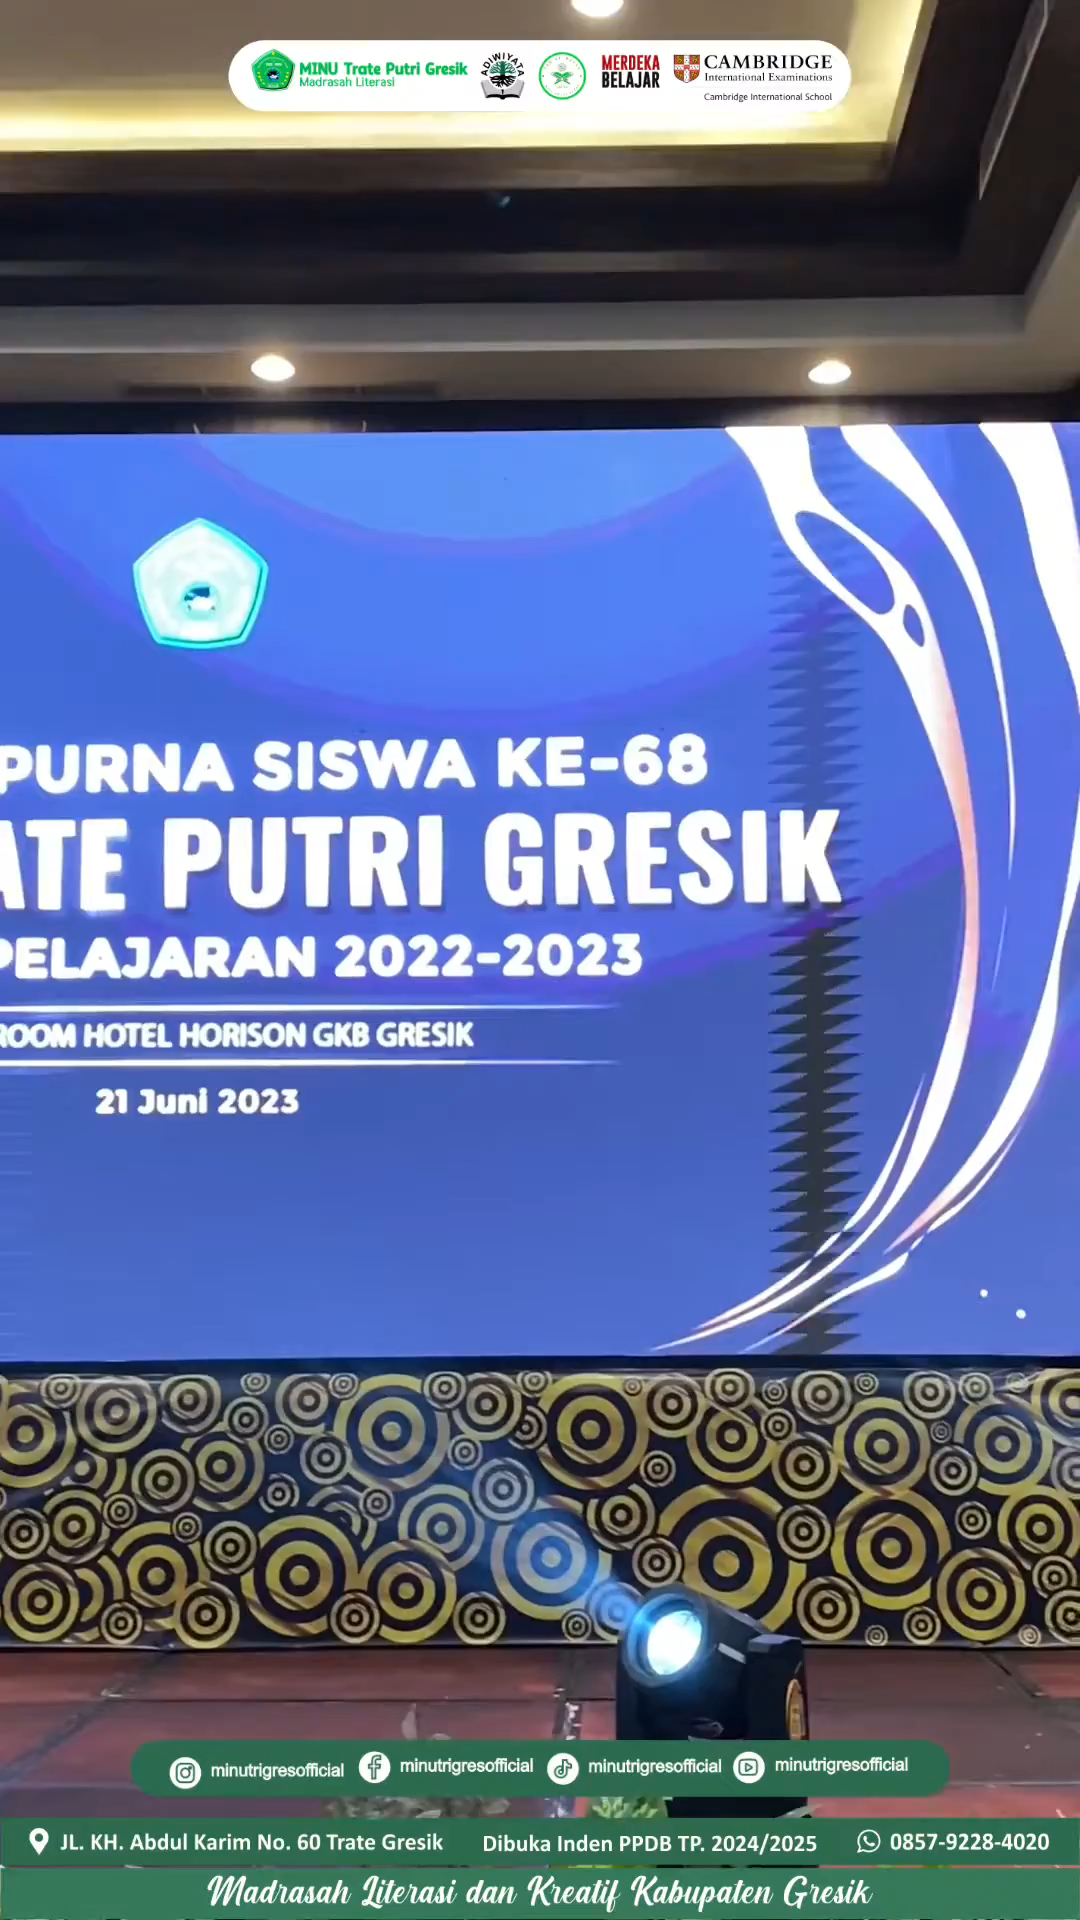 MINU Trate Putri Gresik
Madrasah Literasi
ADIWIYATA
MERDEKA
BELAJAR
CAMBRIDGE
International Examinations
Cambridge International School
PURNA SISWA KE-68
ATE PUTRI GRESIK
PELAJARAN 2022-2023
ROOM HOTEL HORISON GKB GRESIK
21 Juni 2023
minutrigresofficial minutrigresofficial minutrigresofficial minutrigresofficial
JL. KH. Abdul Karim No. 60 Trate Gresik Dibuka Inden PPDB TP. 2024/2025 0857-9228-4020
Madrasah Literasi dan Kreatif Kabupaten Gresik